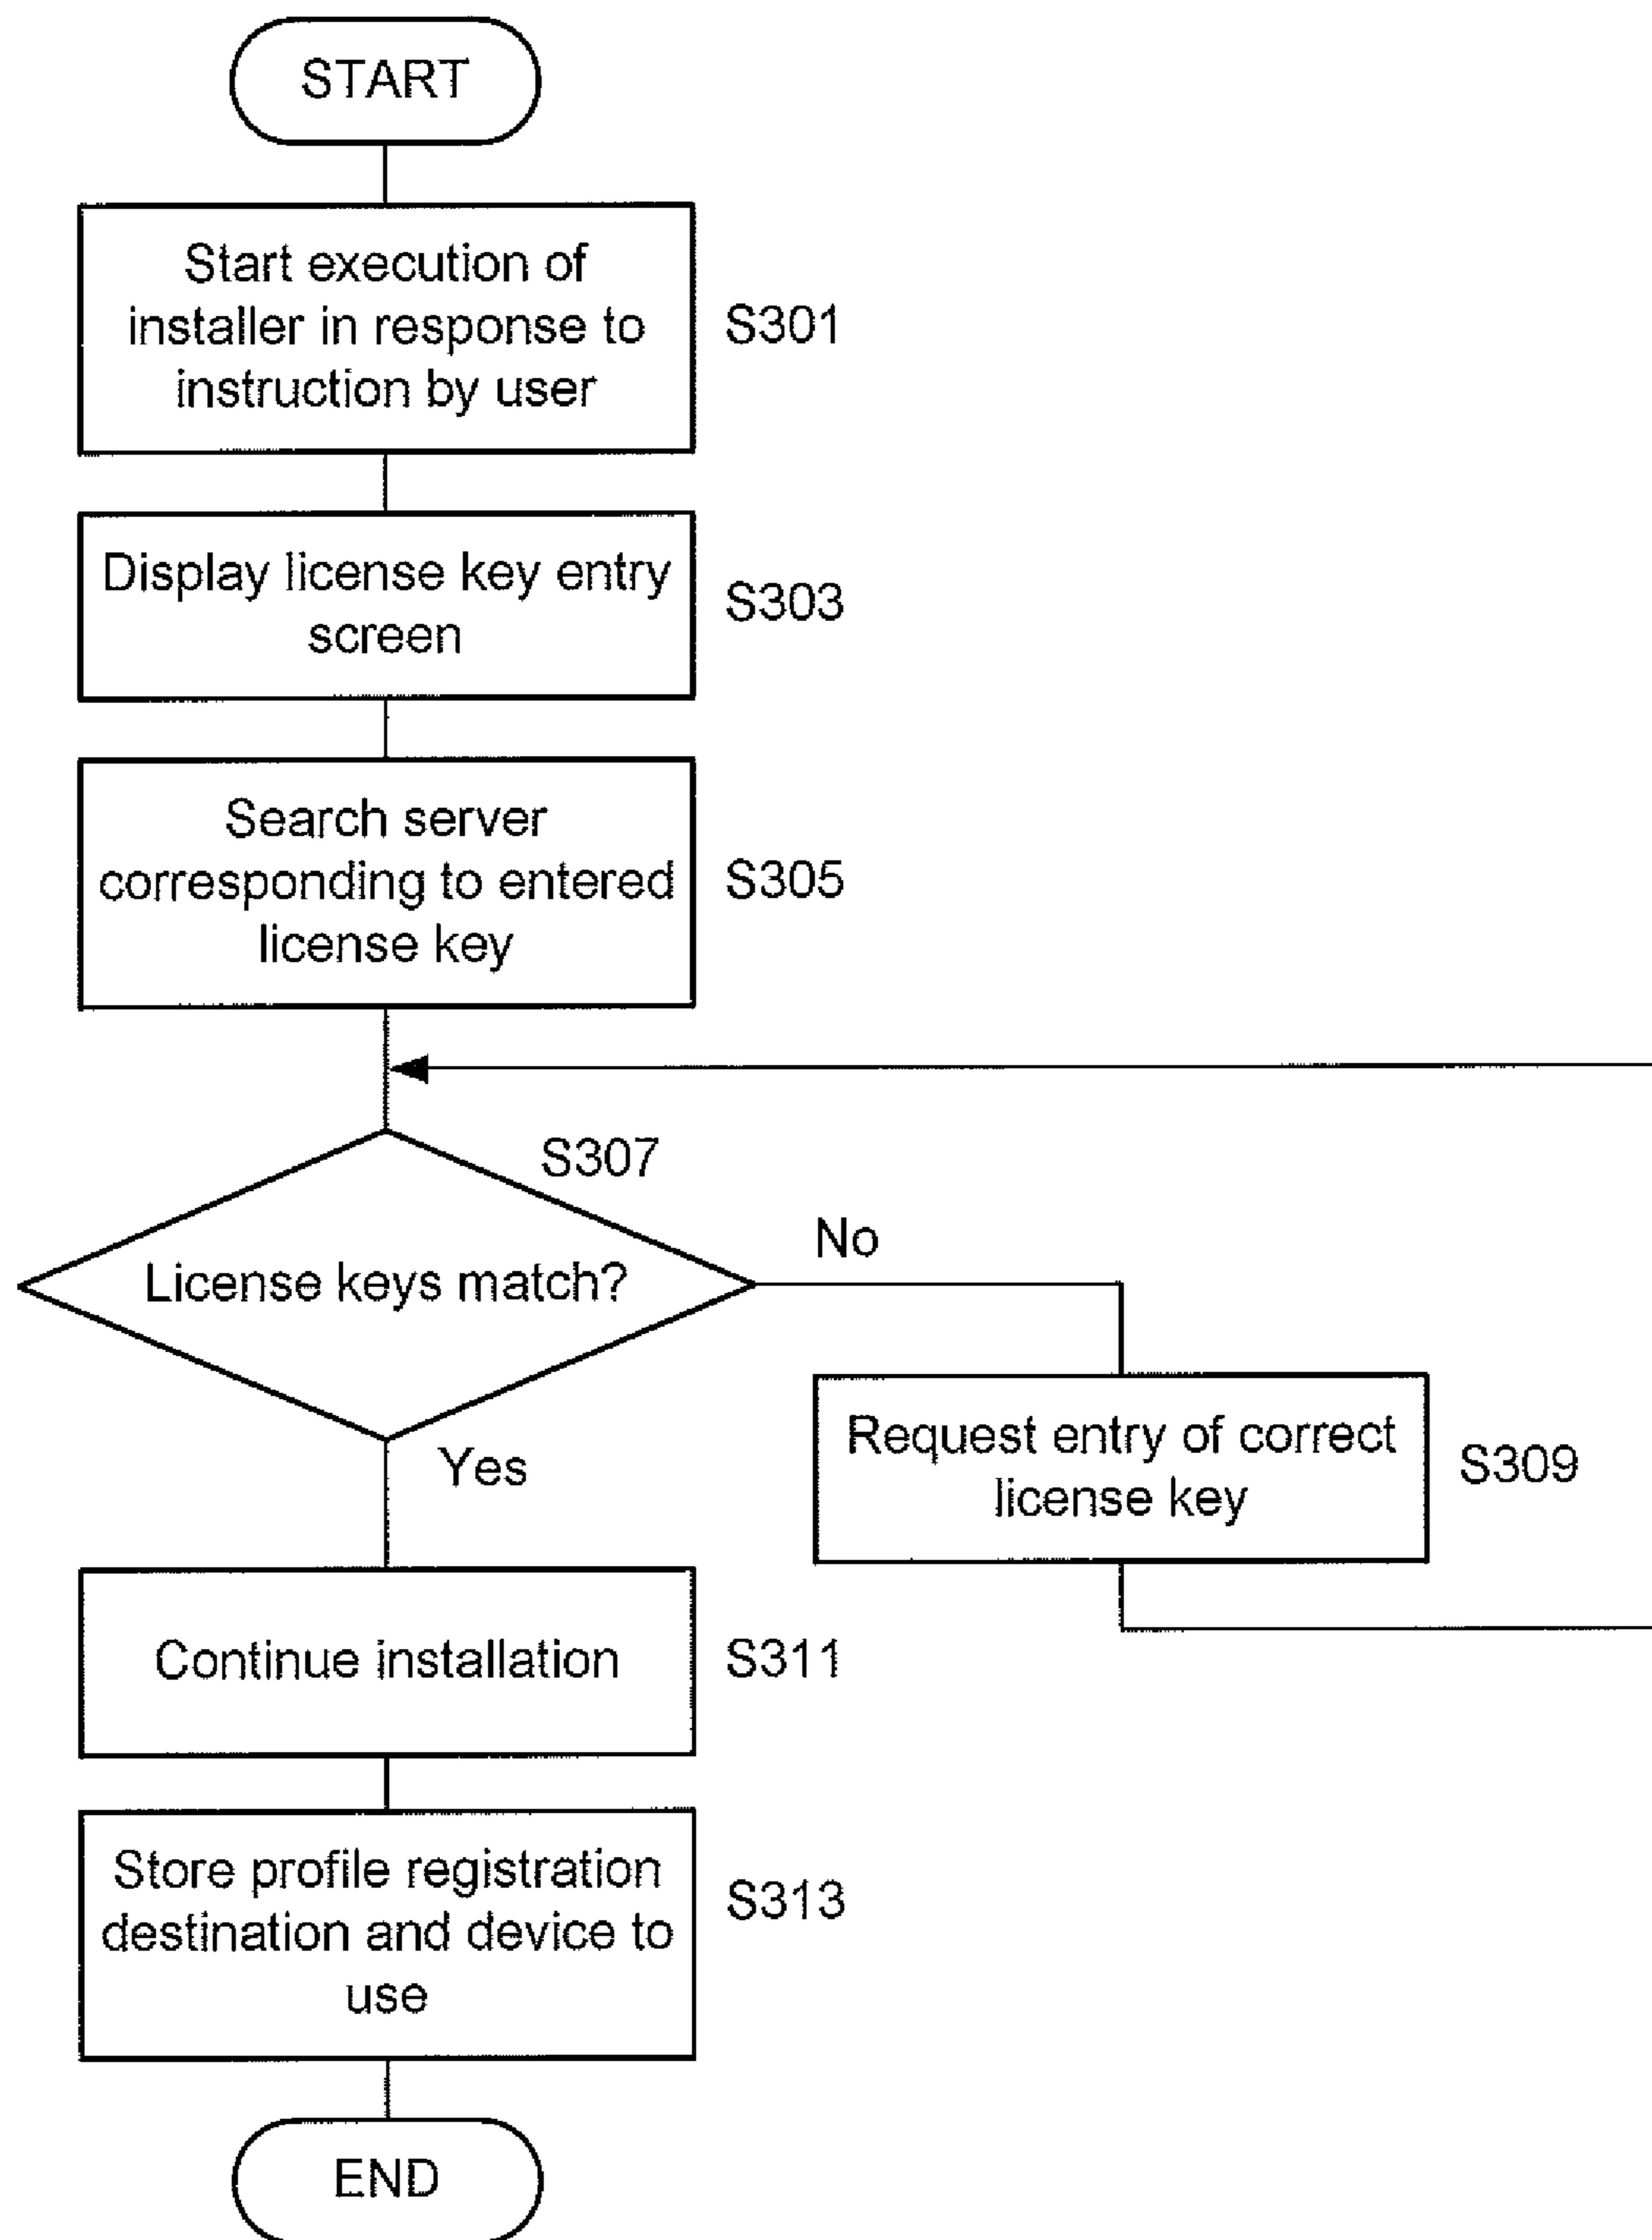 START
Start execution of
installer in response to
instruction by user
S301
Display license key entry
screen
S303
Search server
corresponding to entered
license key
S305
S307
License keys match?
No
Yes
Request entry of correct
license key
S309
Continue installation
S311
Store profile registration
destination and device to
use
S313
END